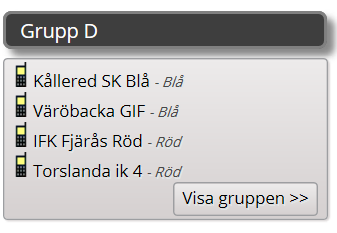 Grupp D
Kållered SK Blå - Blå
Väröbacka GIF - Blå
IFK Fjärås Röd - Röd
Torslanda ik 4 - Röd
Visa gruppen >>